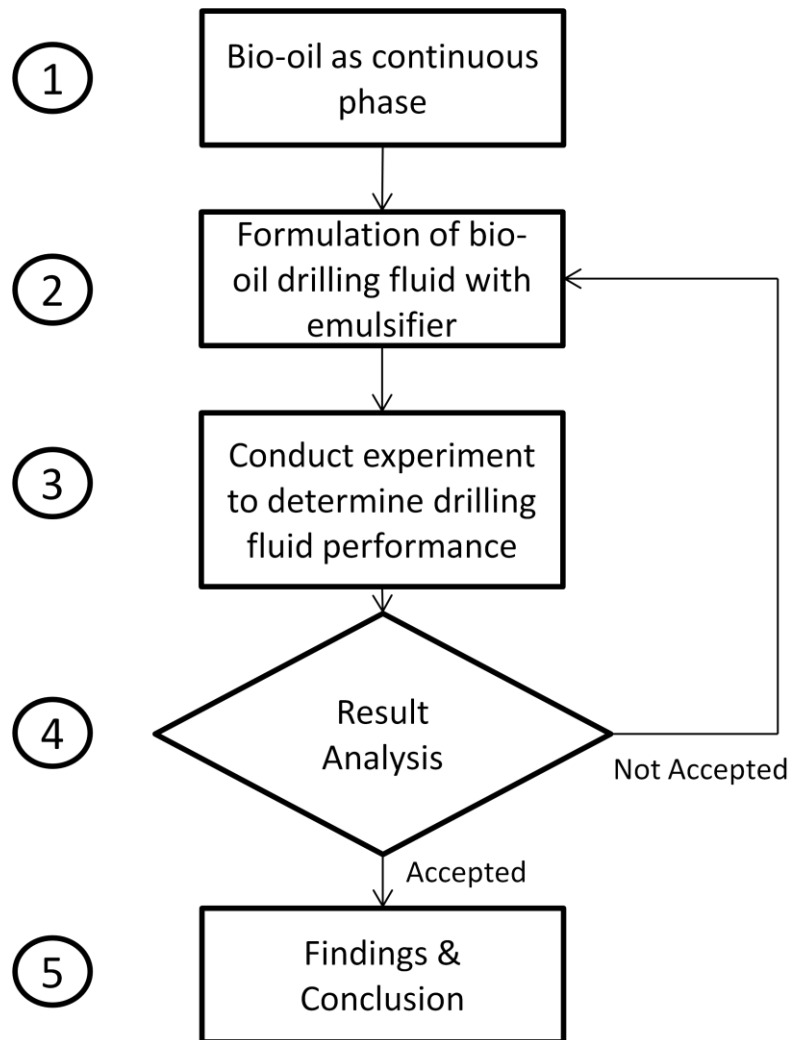 1
Bio-oil as continuous
phase
2
Formulation of bio-
oil drilling fluid with
emulsifier
3
Conduct experiment
to determine drilling
fluid performance
4
Result
Analysis
Not Accepted
Accepted
5
Findings &
Conclusion